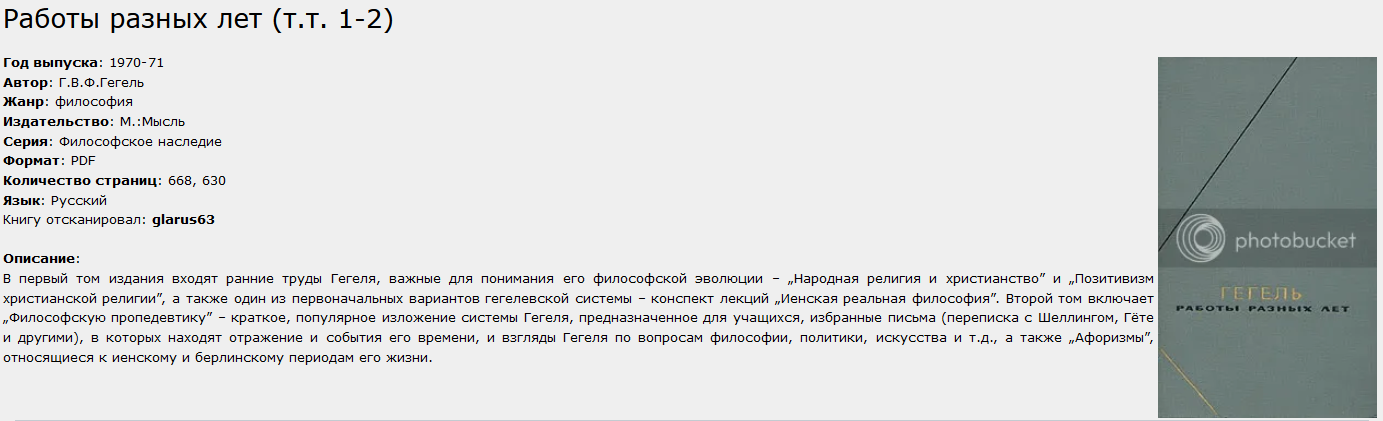 Работы разных лет (т.т. 1-2)
Год выпуска: 1970-71
Автор: Г.В.Ф.Гегель
Жанр: философия
Издательство: М.:Мысль
Серия: Философское наследие
Формат: PDF
Количество страниц: 668, 630
Язык: Русский
Книгу отсканировал: glarus63
Описание:
В первый том издания входят ранние труды Гегеля, важные для понимания его философской эволюции – „Народная религия и христианство” и „Позитивизм
христианской религии”, а также один из первоначальных вариантов гегелевской системы – конспект лекций „Иенская реальная философия”. Второй том включает
„Философскую пропедевтику” – краткое, популярное изложение системы Гегеля, предназначенное для учащихся, избранные письма (переписка с Шеллингом, Гёте
и другими), в которых находят отражение и события его времени, и взгляды Гегеля по вопросам философии, политики, искусства и т.д., а также „Афоризмы”,
относящиеся к иенскому и берлинскому периодам его жизни.
photobucket
ГЕГЕЛЬ
РАБОТЫ РАЗНЫХ ЛЕТ